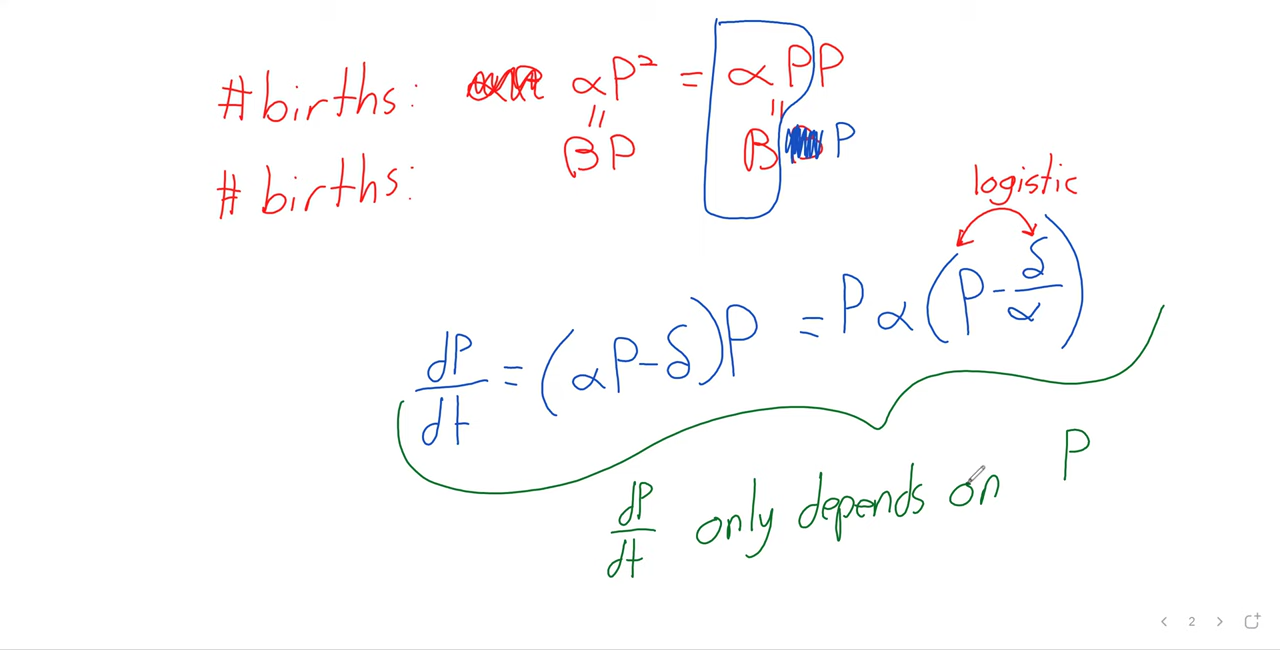 #births: αP² = αPP
" "
βP β P
#births:
logistic
dP/dt = (αP-δ)P = Pα(P-δ/α)
dP/dt only depends on P
2